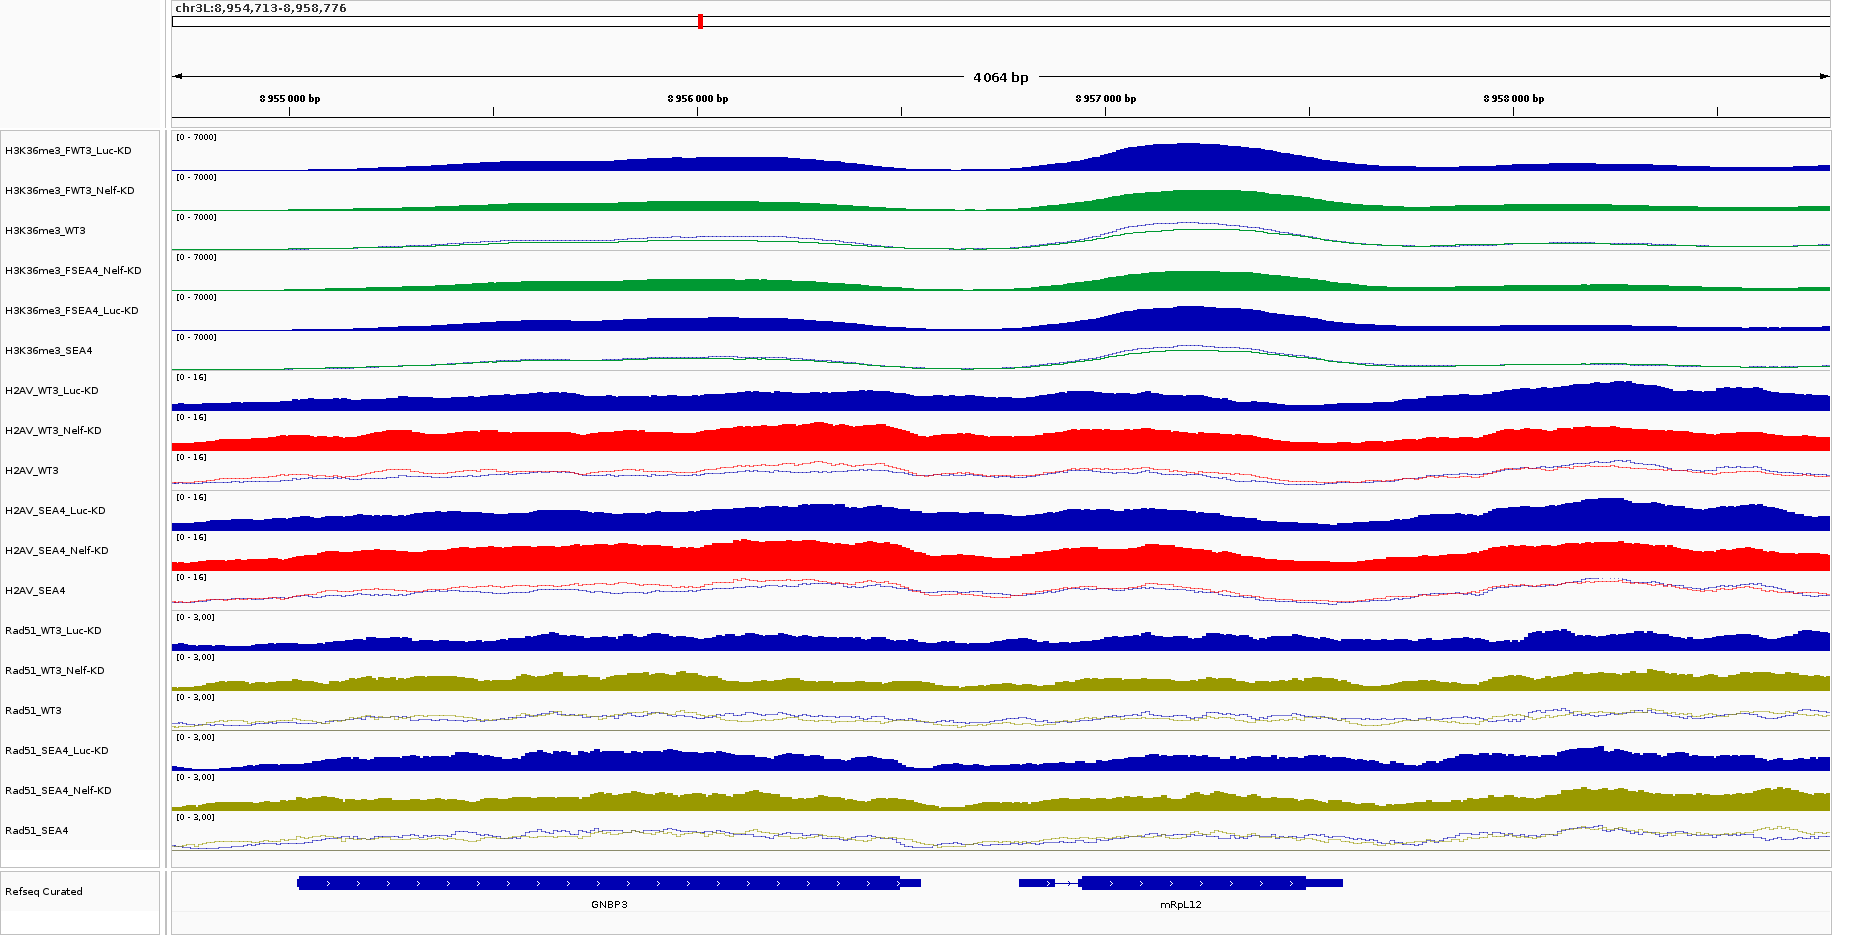 chr3L:8,954,713-8,958,776
4 064 bp
8 955 000 bp 8 956 000 bp 8 957 000 bp 8 958 000 bp
[0 - 7000]
H3K36me3_FWT3_Luc-KD
[0 - 7000]
H3K36me3_FWT3_Nelf-KD
[0 - 7000]
H3K36me3_WT3
[0 - 7000]
H3K36me3_FSEA4_Nelf-KD
[0 - 7000]
H3K36me3_FSEA4_Luc-KD
[0 - 7000]
H3K36me3_SEA4
[0 - 16]
H2AV_WT3_Luc-KD
[0 - 16]
H2AV_WT3_Nelf-KD
[0 - 16]
H2AV_WT3
[0 - 16]
H2AV_SEA4_Luc-KD
[0 - 16]
H2AV_SEA4_Nelf-KD
[0 - 16]
H2AV_SEA4
[0 - 3,00]
Rad51_WT3_Luc-KD
[0 - 3,00]
Rad51_WT3_Nelf-KD
[0 - 3,00]
Rad51_WT3
[0 - 3,00]
Rad51_SEA4_Luc-KD
[0 - 3,00]
Rad51_SEA4_Nelf-KD
[0 - 3,00]
Rad51_SEA4
Refseq Curated
GNBP3 mRpL12